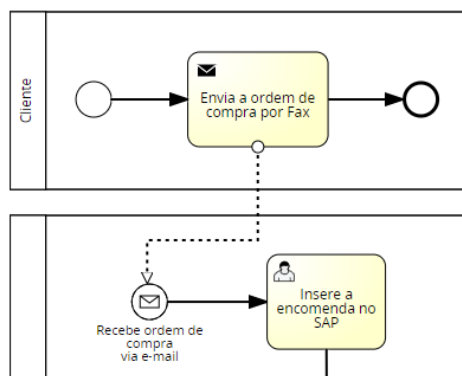 Cliente
Envia a ordem de
compra por Fax
Recebe ordem de
compra
via e-mail
Insere a
encomenda no
SAP